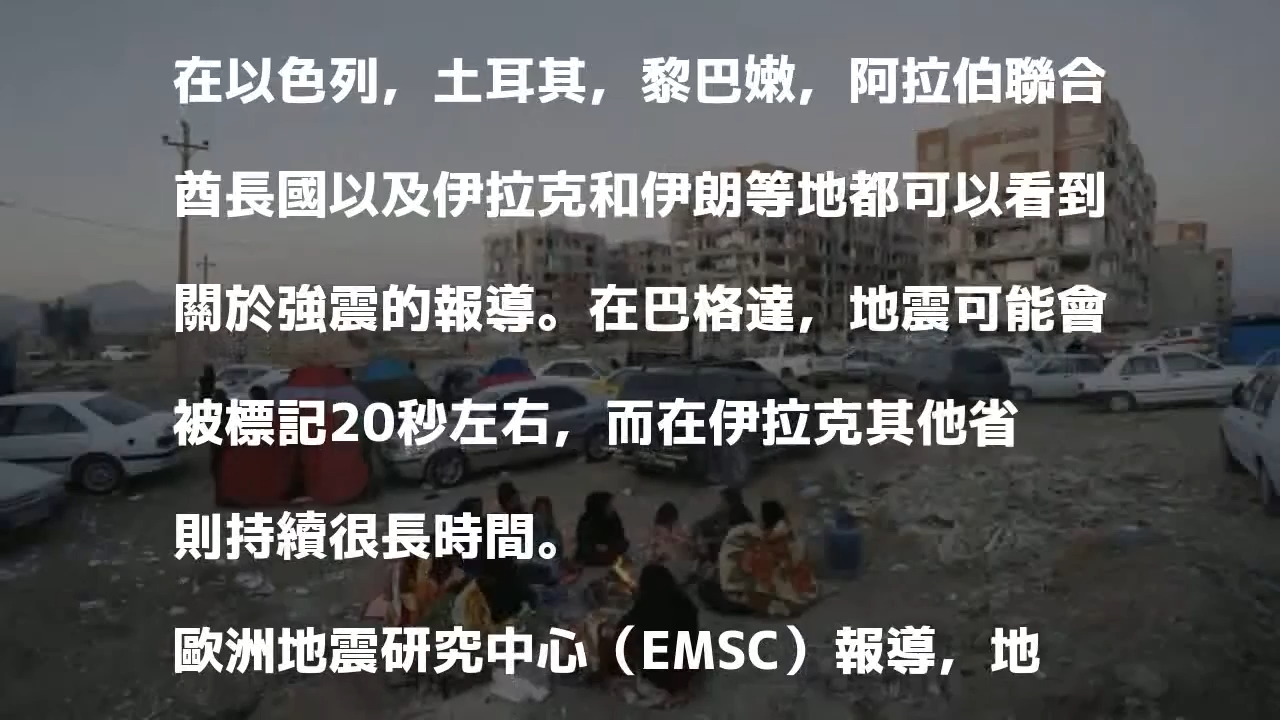 在以色列，土耳其，黎巴嫩，阿拉伯聯合
酋長國以及伊拉克和伊朗等地都可以看到
關於強震的報導。在巴格達，地震可能會
被標記20秒左右，而在伊拉克其他省
則持續很長時間。
歐洲地震研究中心（EMSC）報導，地